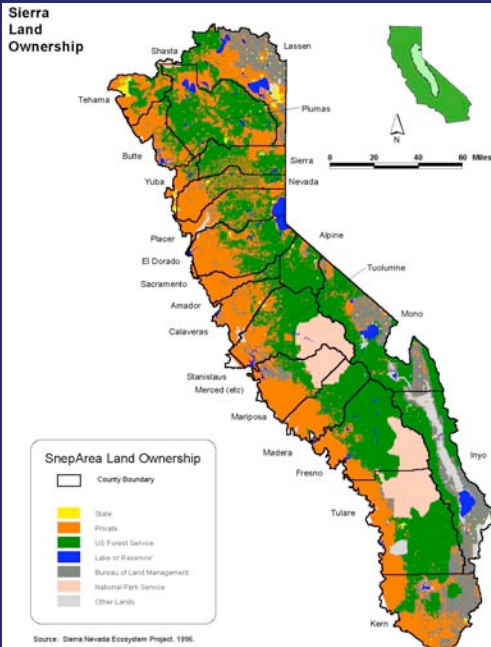 Sierra
Land
Ownership
Shasta
Lassen
Tehama
Plumas
N
Butte
Sierra
0 20 40 60 Miles
Yuba
Nevada
Placer
Alpine
El Dorado
Tuolumne
Sacramento
Amador
Mono
Calaveras
Stanislaus
Merced (etc)
Mariposa
Madera
Inyo
Fresno
Tulare
Kern
SnepArea Land Ownership
County Boundary
State
Private
US Forest Service
Lake or Reservoir
Bureau of Land Management
National Park Service
Other Lands
Source: Sierra Nevada Ecosystem Project, 1996.